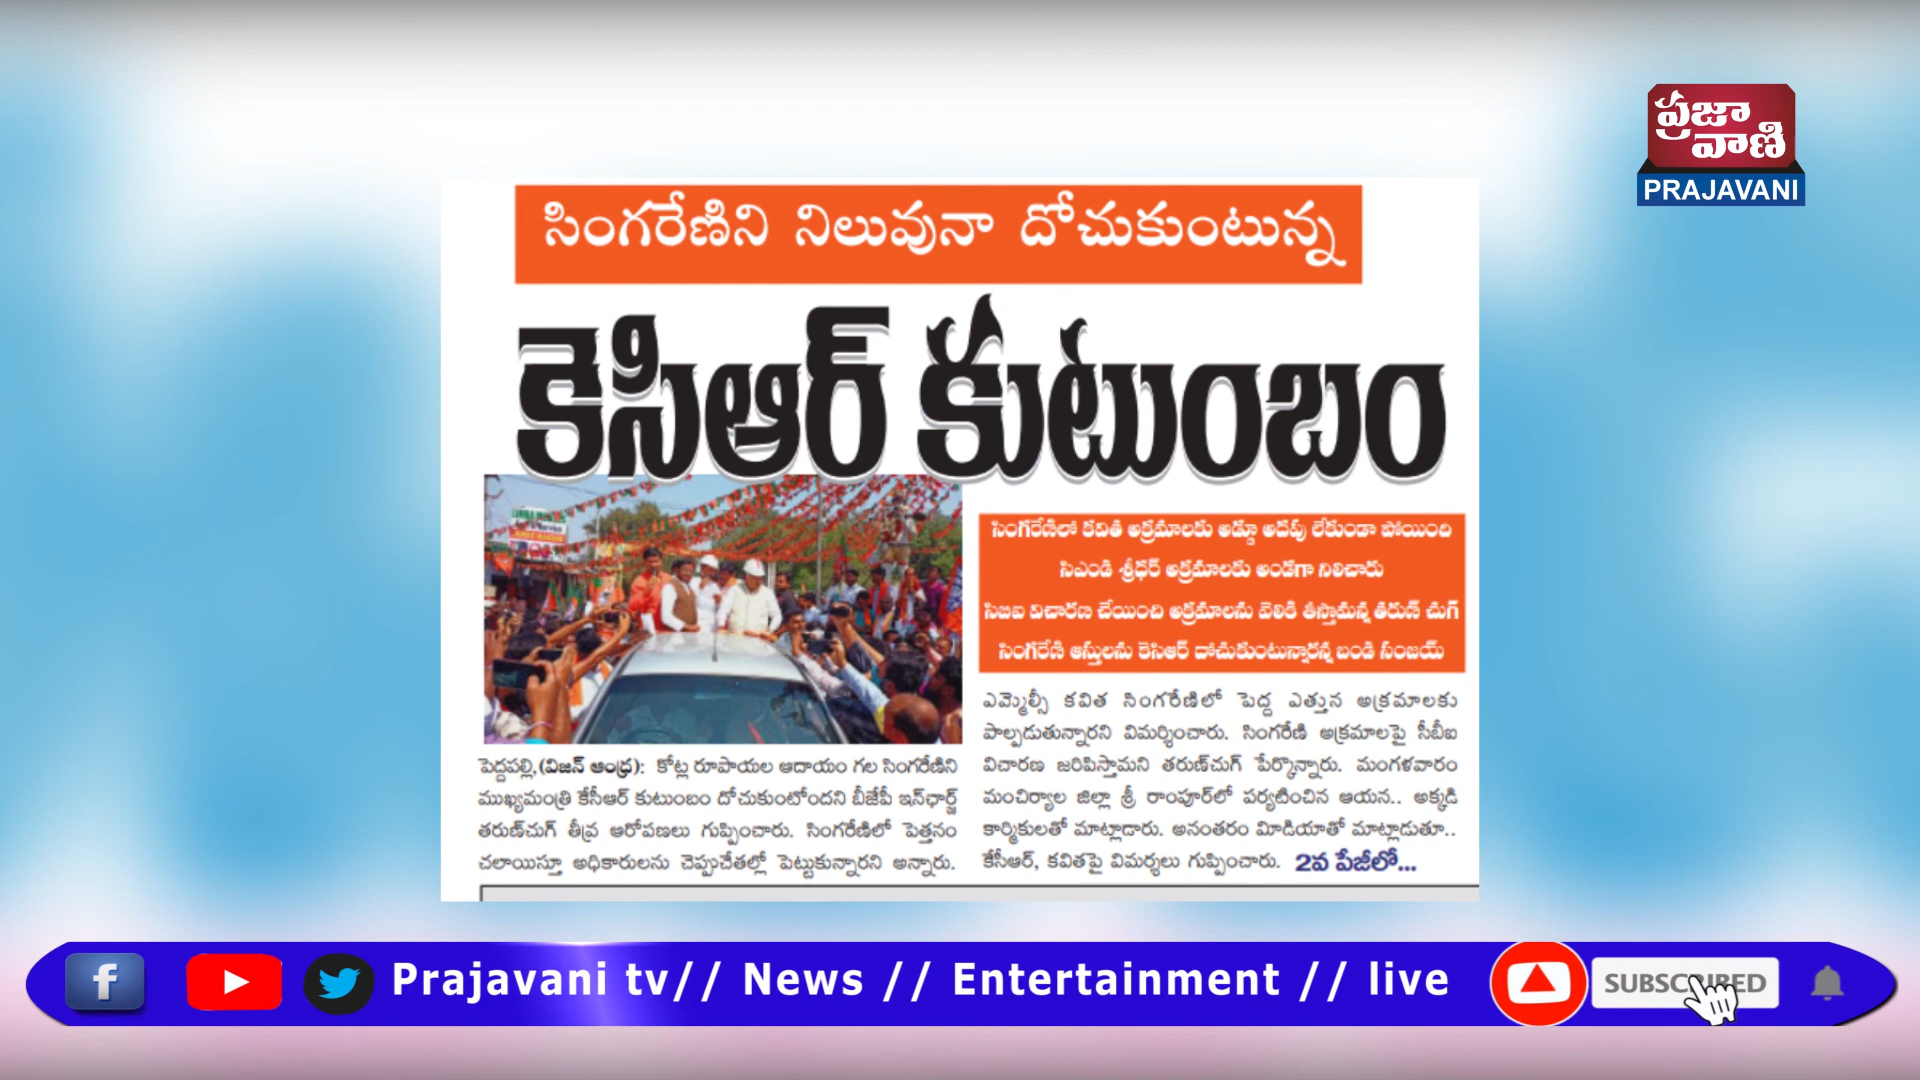 ప్రజా
వాణి
PRAJAVANI
సింగరేణిని నిలువునా దోచుకుంటున్న
కెసిఆర్ కుటుంబం
సింగరేణిలో కవిత అక్రమాలకు అడ్డూ అదపు లేకుండా పోయింది
సిఎండి శ్రీధర్ అక్రమాలకు అండగా నిలిచారు
సిబిఐ విచారణ చేయించి అక్రమాలను వెలికి తీస్తామన్న తరుణ్ చుగ్
సింగరేణి ఆస్తులను కెసిఆర్ దోచుకుంటున్నారన్న బండి సంజయ్
పెద్దపల్లి,(విజన్ ఆంధ్ర): కోట్ల రూపాయల ఆదాయం గల సింగరేణిని
ముఖ్యమంత్రి కేసీఆర్ కుటుంబం దోచుకుంటోందని బీజేపీ ఇన్‌ఛార్జ్
తరుణ్‌చుగ్ తీవ్ర ఆరోపణలు గుప్పించారు. సింగరేణిలో పెత్తనం
చలాయిస్తూ అధికారులను చెప్పుచేతల్లో పెట్టుకున్నారని అన్నారు.
ఎమ్మెల్సీ కవిత సింగరేణిలో పెద్ద ఎత్తున అక్రమాలకు
పాల్పడుతున్నారని విమర్శించారు. సింగరేణి అక్రమాలపై సీబీఐ
విచారణ జరిపిస్తామని తరుణ్‌చుగ్ పేర్కొన్నారు. మంగళవారం
మంచిర్యాల జిల్లా శ్రీ రాంపూర్‌లో పర్యటించిన ఆయన.. అక్కడి
కార్మికులతో మాట్లాడారు. అనంతరం మీడియాతో మాట్లాడుతూ..
కేసీఆర్, కవితపై విమర్శలు గుప్పించారు. 2వ పేజీలో...
Prajavani tv// News // Entertainment // live
SUBSCRIBED